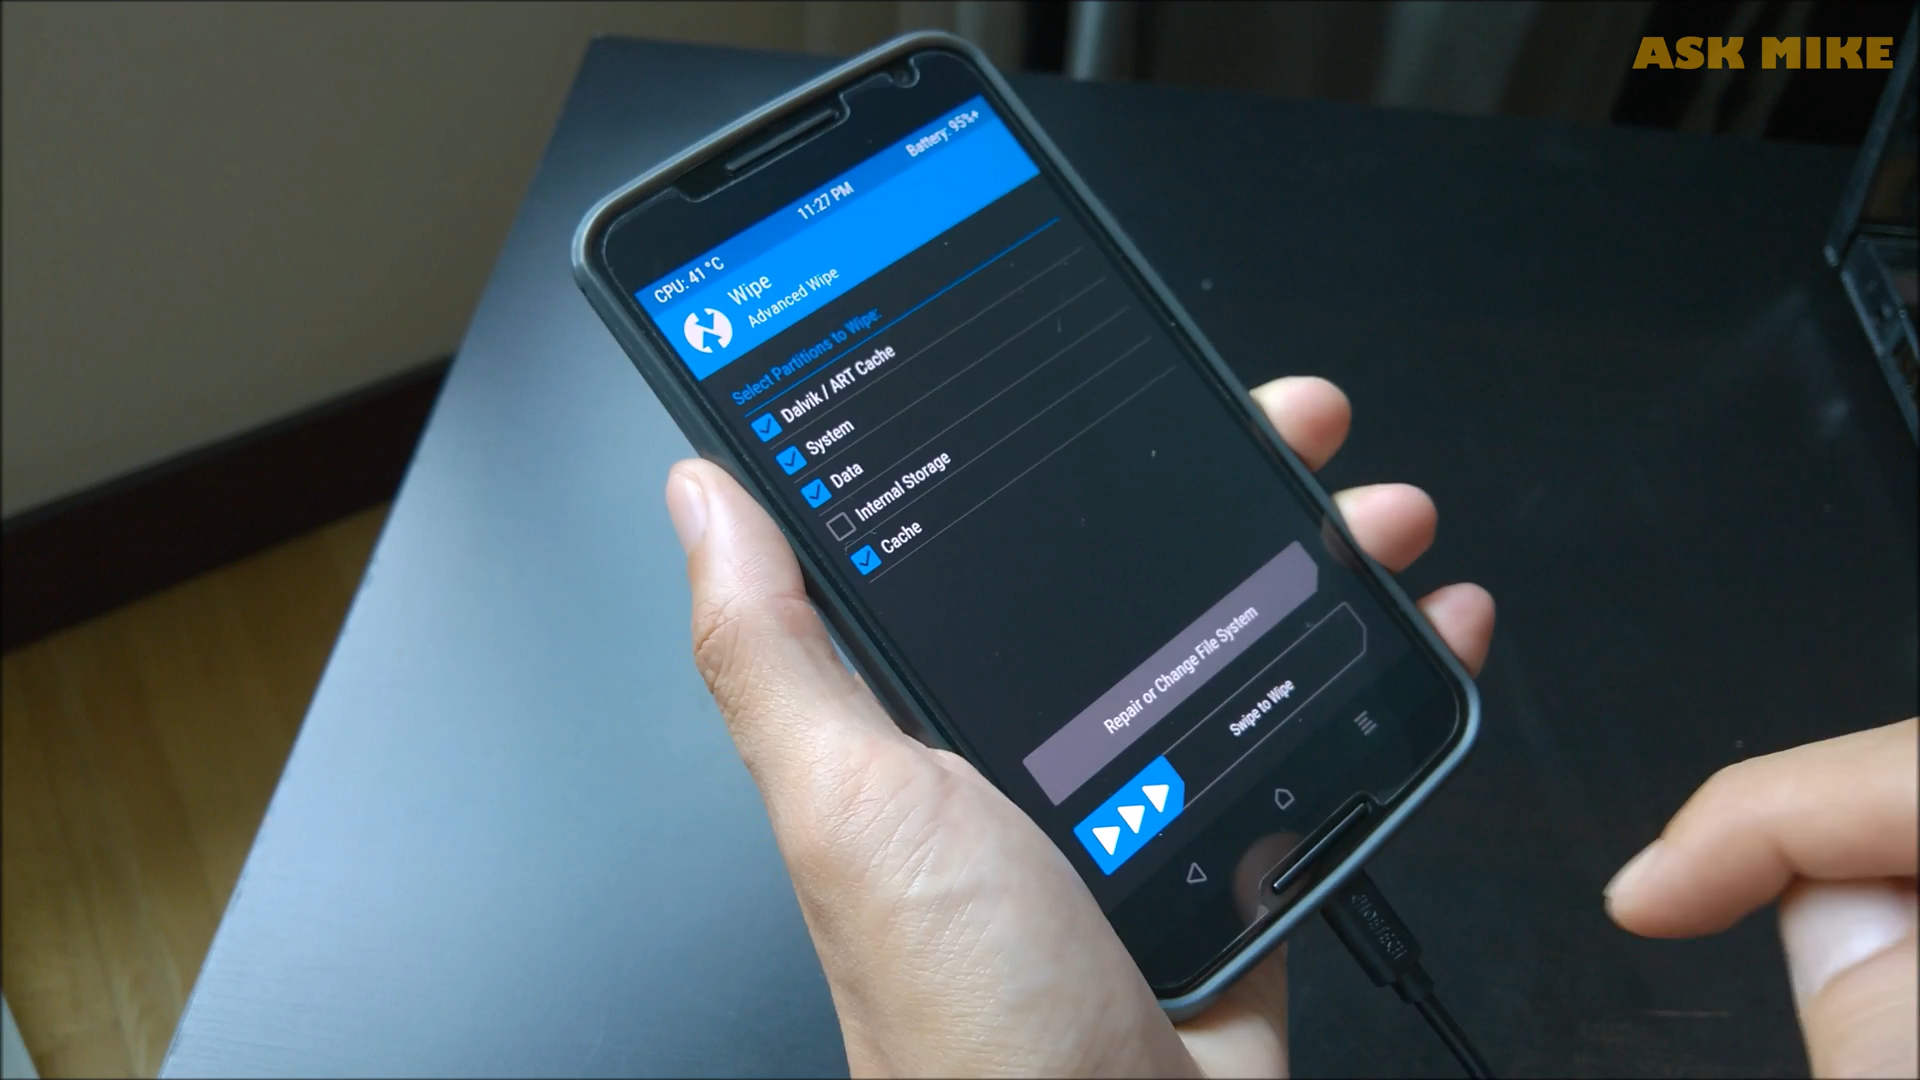 ASK MIKE
Battery: 95%+
11:27 PM
CPU: 41 °C
Wipe
Advanced Wipe
Select Partitions to Wipe:
Dalvik / ART Cache
System
Data
Internal Storage
Cache
Repair or Change File System
Swipe to Wipe